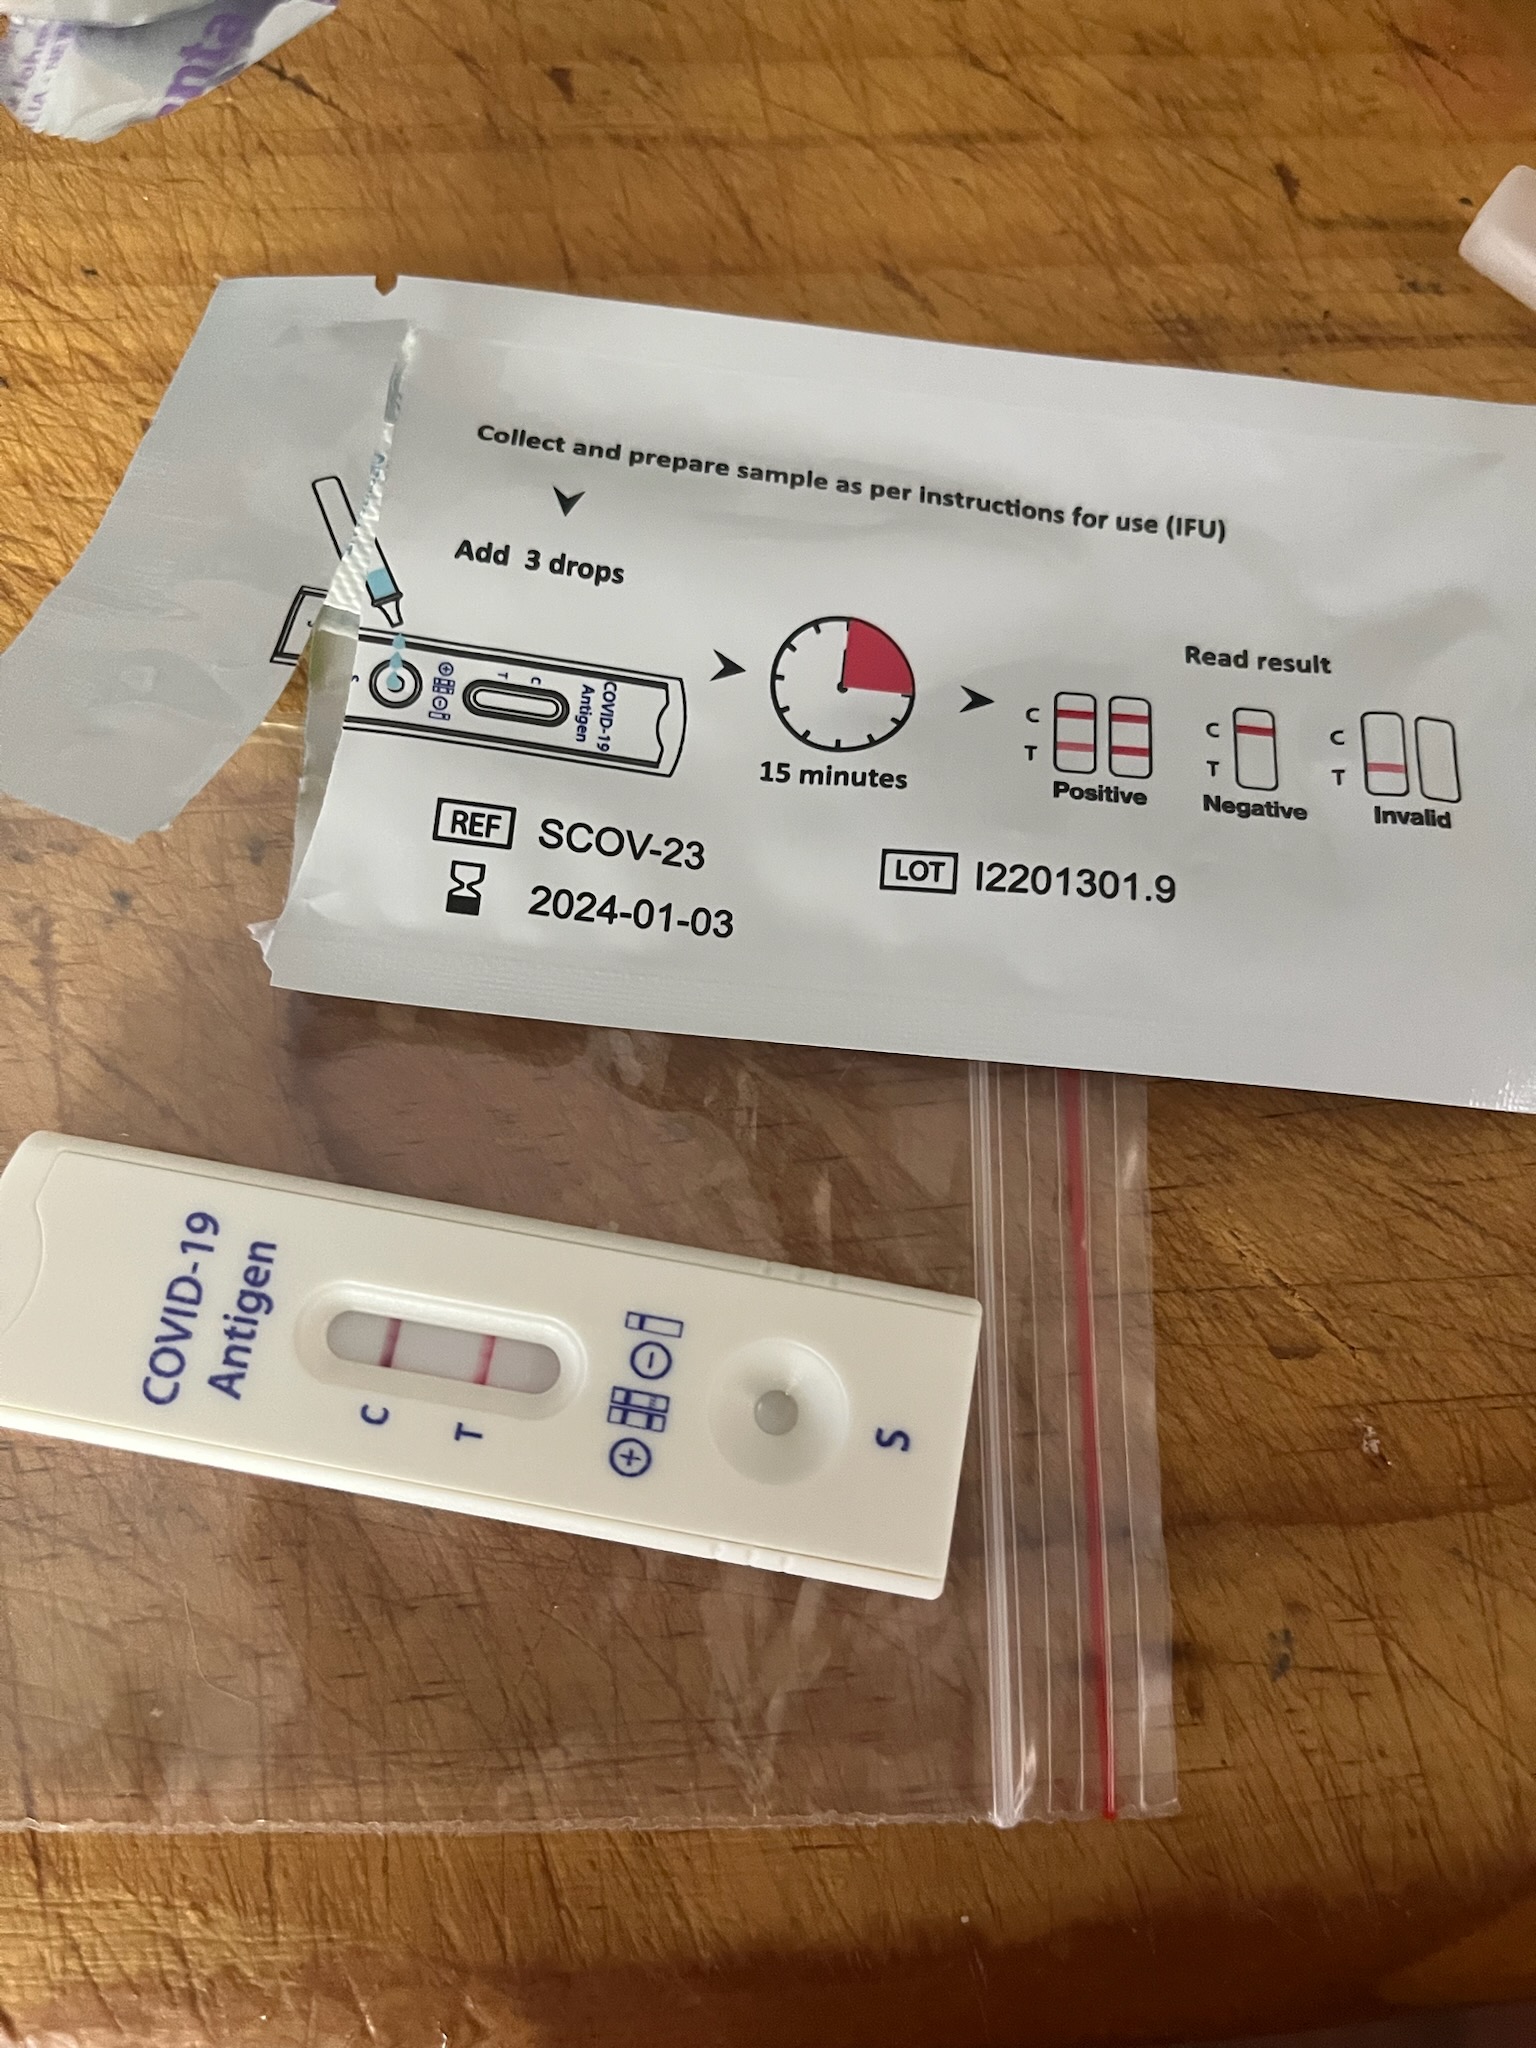 Collect and prepare sample as per instructions for use (IFU)
Add 3 drops
COVID-19
Antigen
C
T
S
15 minutes
Read result
C
T
Positive
C
T
Negative
C
T
Invalid
REF SCOV-23
LOT I2201301.9
2024-01-03
COVID-19
Antigen
C
T
S